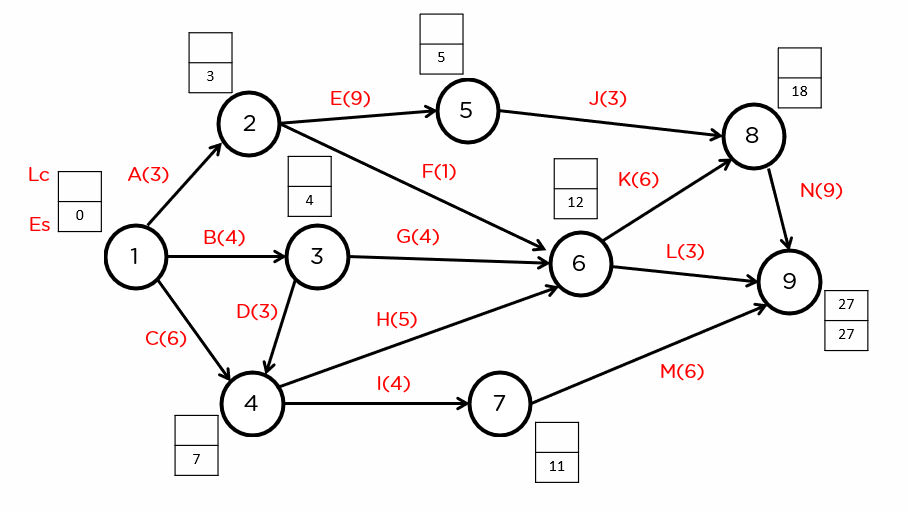 5
3
E(9)
5
J(3)
18
2
8
Lc
A(3)
4
F(1)
12
K(6)
N(9)
0
Es
B(4)
G(4)
L(3)
1
3
6
9
D(3)
C(6)
H(5)
27
27
I(4)
M(6)
4
7
7
11